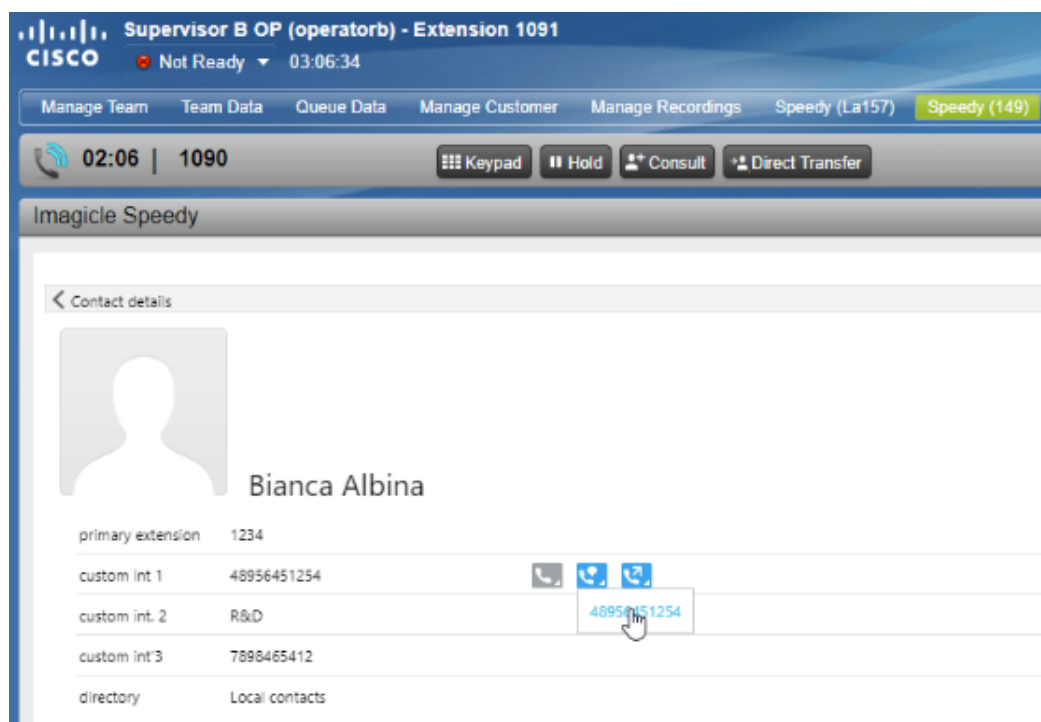 Supervisor B OP (operatorb) - Extension 1091
CISCO
Not Ready 03:06:34
Manage Team Team Data Queue Data Manage Customer Manage Recordings Speedy (La157) Speedy (149)
02:06 | 1090 Keypad Hold Consult Direct Transfer
Imagicle Speedy
Contact details
Bianca Albina
primary extension 1234
custom int 1 48956451254
custom int. 2 R&D 48956451254
custom int'3 7898465412
directory Local contacts